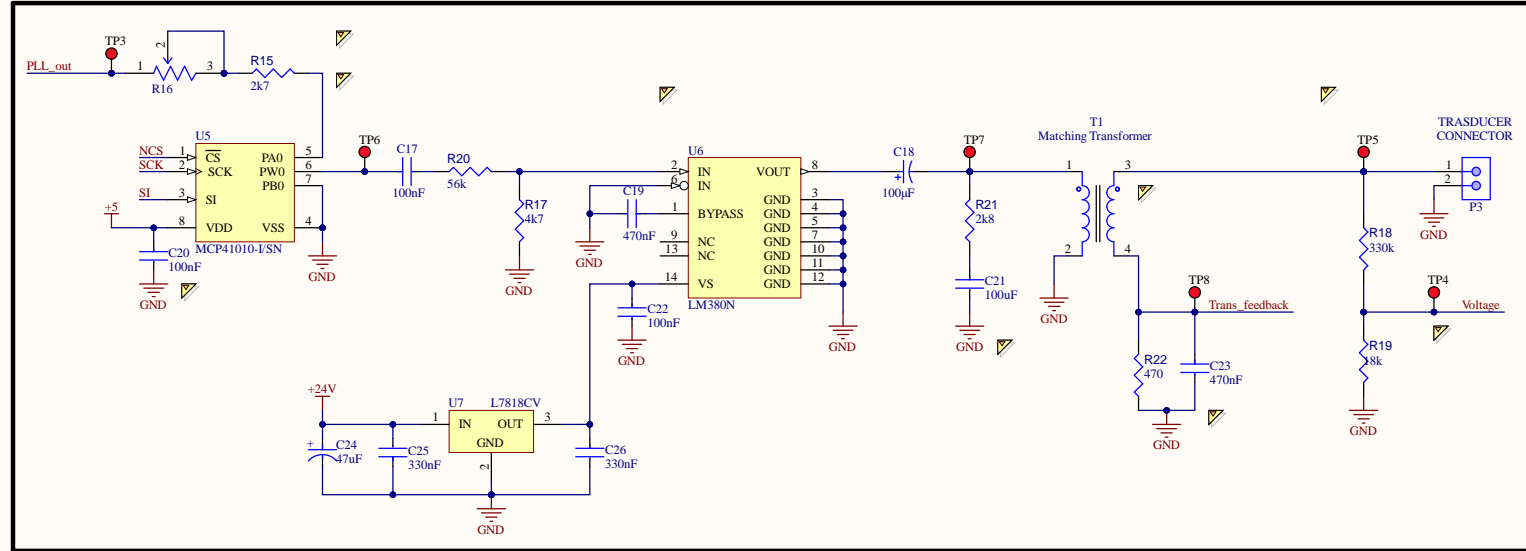 TP3
PLL_out
1
2
3
R16
R15
2k7
U5
NCS
1
CS
PA0
5
SCK
2
SCK
PW0
6
PB0
7
SI
3
SI
+5
8
VDD
VSS
4
MCP41010-I/SN
C20
100nF
GND
GND
TP6
C17
100nF
R20
56k
R17
4k7
GND
U6
2
IN
VOUT
8
6
IN
GND
3
GND
4
1
BYPASS
GND
5
GND
7
9
NC
GND
10
13
NC
GND
11
GND
12
14
VS
LM380N
C19
470nF
GND
C22
100nF
GND
GND
C18
+
100µF
TP7
R21
2k8
C21
100uF
GND
T1
Matching Transformer
1
3
2
4
GND
TP8
Trans_feedback
R22
470
C23
470nF
GND
TP5
TRASDUCER
CONNECTOR
1
2
P3
GND
R18
330k
TP4
Voltage
R19
18k
GND
+24V
U7
L7818CV
1
IN
OUT
3
GND
2
+
C24
47uF
C25
330nF
C26
330nF
GND